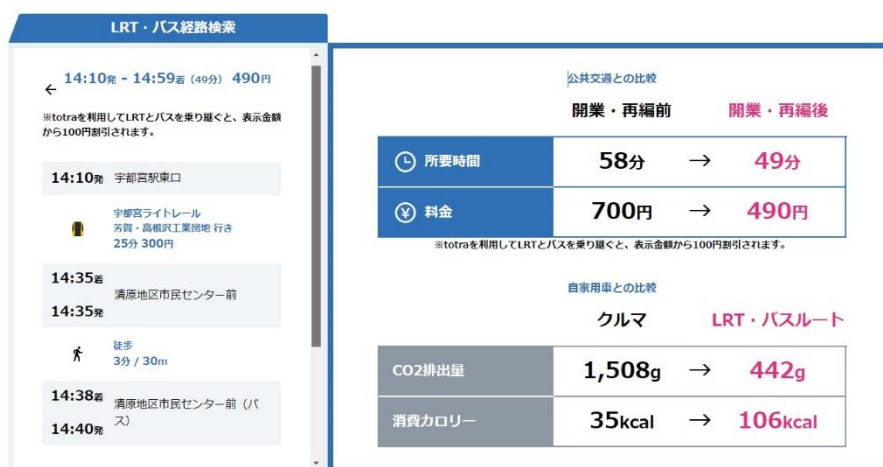 LRT・バス経路検索
14:10発 - 14:59着 (49分) 490円
※totraを利用してLRTとバスを乗り継ぐと、表示金額
から100円割引されます。
14:10発 宇都宮駅東口
宇都宮ライトレール
芳賀・高根沢工業団地 行き
25分 300円
14:35着
清原地区市民センター前
14:35発
徒歩
3分 / 30m
14:38着
清原地区市民センター前（バ
ス）
14:40発
公共交通との比較
開業・再編前 開業・再編後
所要時間 58分 → 49分
料金 700円 → 490円
※totraを利用してLRTとバスを乗り継ぐと、表示金額から100円割引されます。
自家用車との比較
クルマ LRT・バスルート
CO2排出量 1,508g → 442g
消費カロリー 35kcal → 106kcal